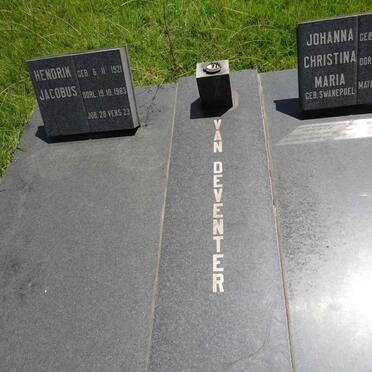 HENDRIK
JACOBUS
GEB 6 11 1921
OORL 19 10 1983
JOB 28 VERS 23
VAN DEVENTER
JOHANNA
CHRISTINA
MARIA
GEB. SWANEPOEL